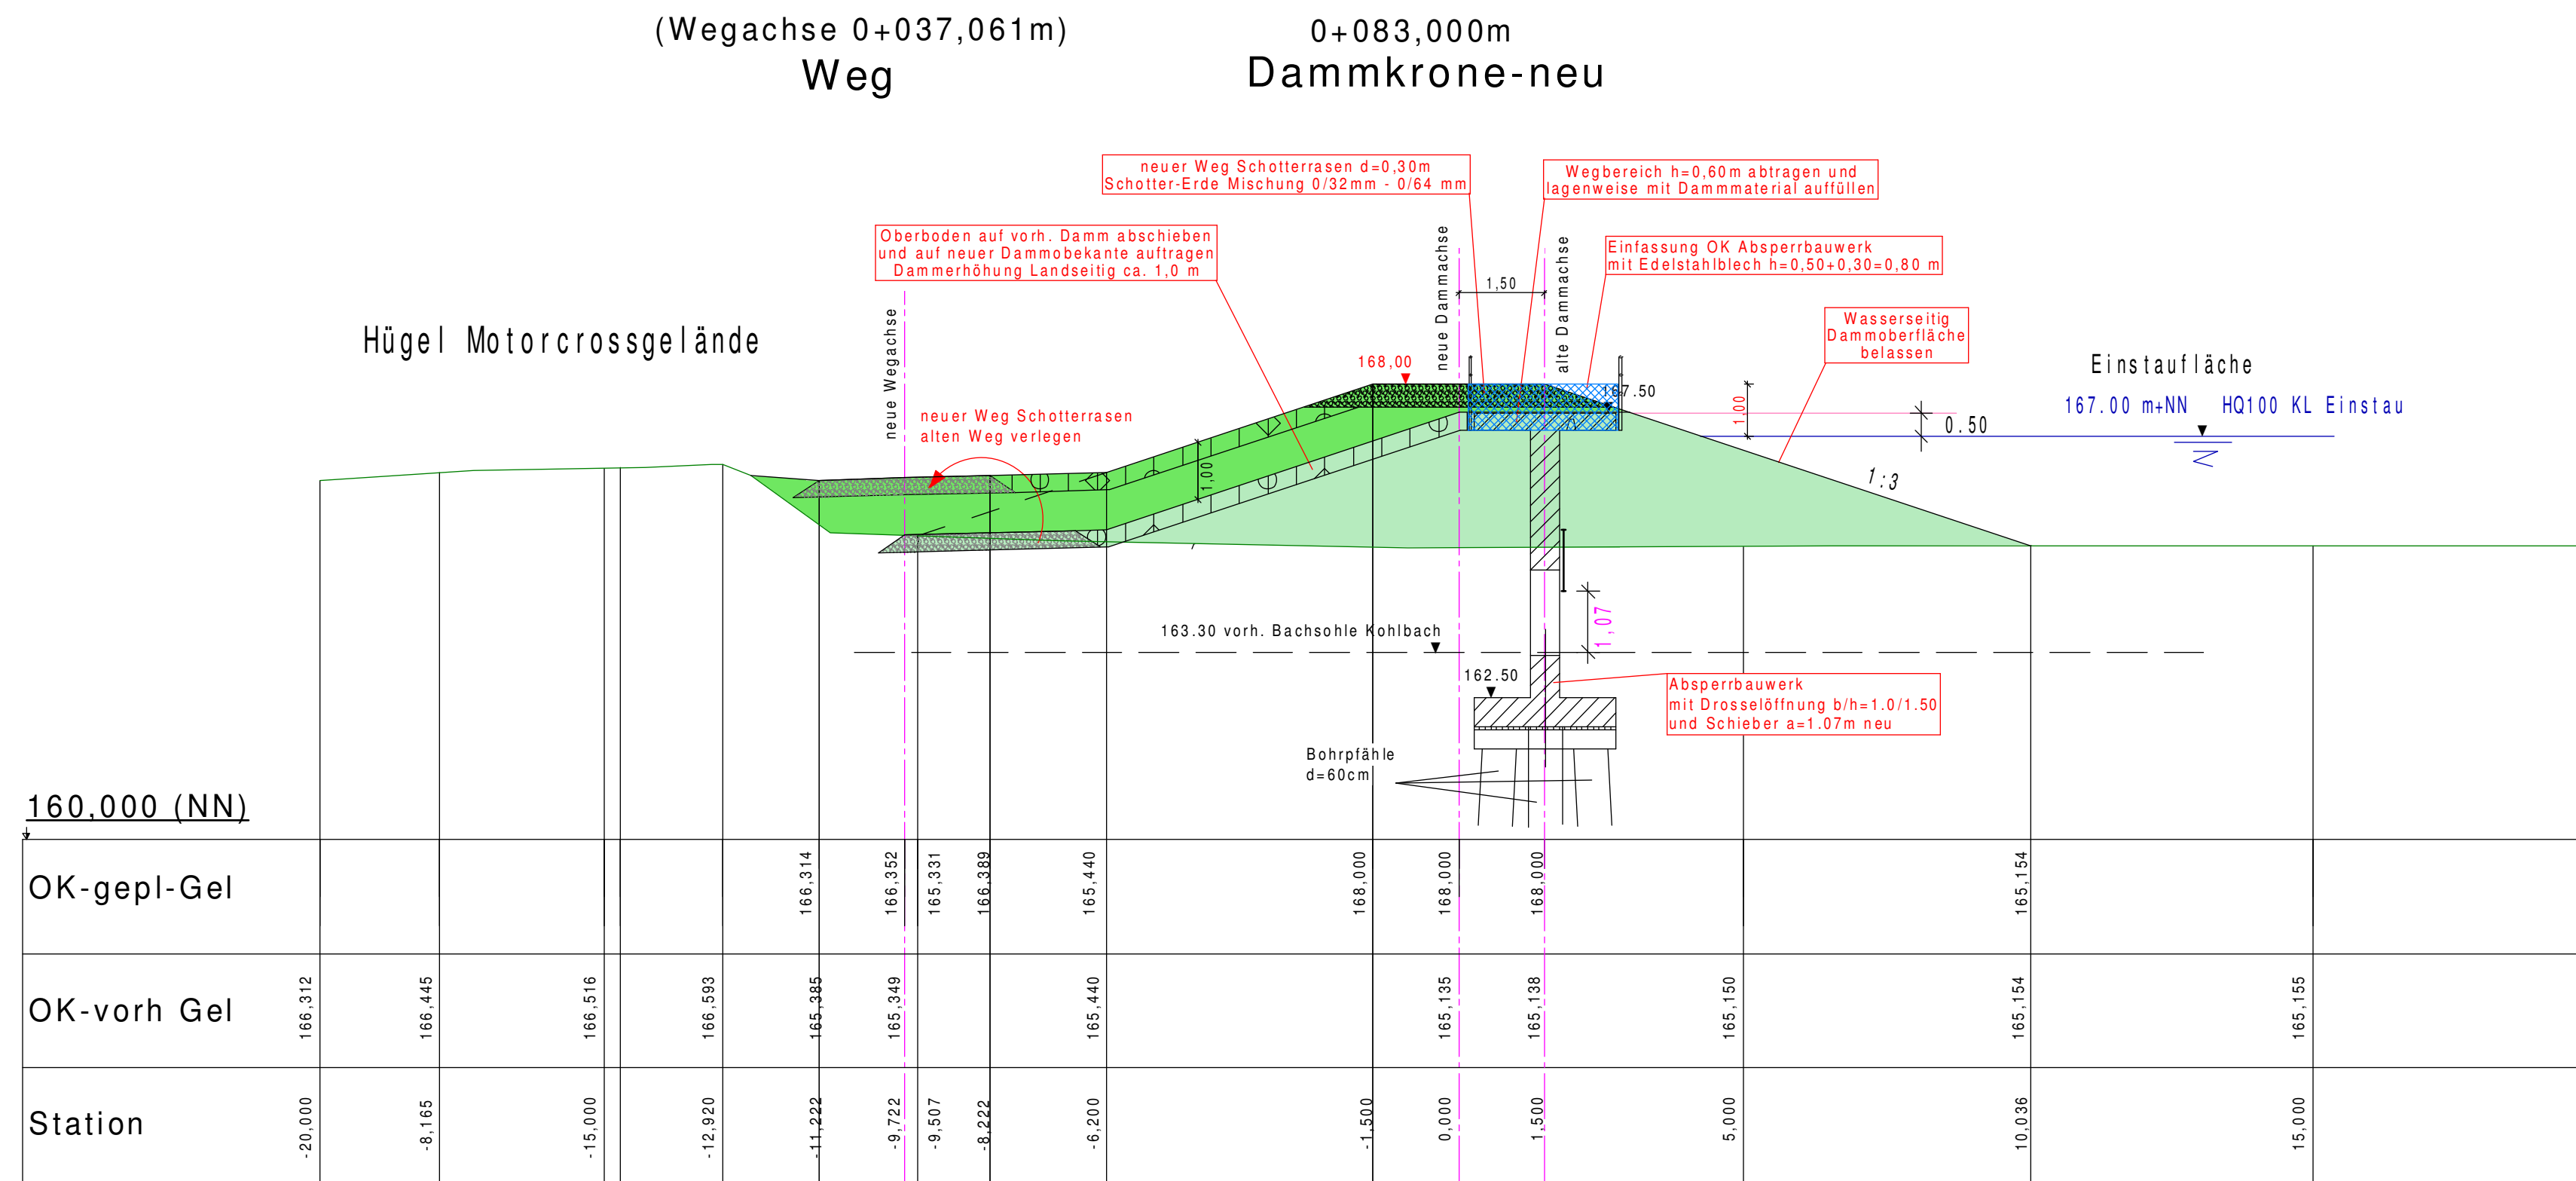 (Wegachse 0+037,061m)
Weg
0+083,000m
Dammkrone-neu
neuer Weg Schotterrasen d=0,30m
Schotter-Erde Mischung 0/32mm - 0/64 mm
Wegbereich h=0,60m abtragen und
lagenweise mit Dammmaterial auffüllen
Oberboden auf vorh. Damm abschieben
und auf neuer Dammobekante auftragen
Dammerhöhung Landseitig ca. 1,0 m
Einfassung OK Absperrbauwerk
mit Edelstahlblech h=0,50+0,30=0,80 m
neue Wegachse
neue Dammachse
alte Dammachse
1,50
Hügel Motorcrossgelände
Wasserseitig
Dammoberfläche
belassen
168,00
167.50
1,00
0.50
Einstaufläche
167.00 m+NN HQ100 KL Einstau
neuer Weg Schotterrasen
alten Weg verlegen
1,00
1:3
1,07
163.30 vorh. Bachsohle Kohlbach
162.50
Absperrbauwerk
mit Drosselöffnung b/h=1.0/1.50
und Schieber a=1.07m neu
Bohrpfähle
d=60cm
160,000 (NN)
OK-gepl-Gel 166,314 166,352 165,331 166,389 165,440 168,000 168,000 168,000 165,154
OK-vorh Gel 166,312 166,445 166,516 166,593 165,385 165,349 165,440 165,135 165,138 165,150 165,154 165,155
Station -20,000 -8,165 -15,000 -12,920 -11,222 -9,722 -9,507 -8,222 -6,200 -1,500 0,000 1,500 5,000 10,036 15,000